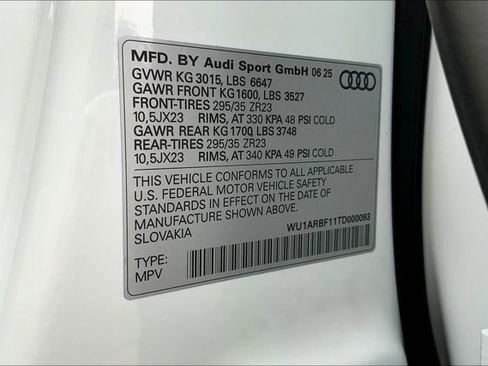 MFD. BY Audi Sport GmbH 06 25
GVWR KG 3015, LBS 6647
GAWR FRONT KG1600, LBS 3527
FRONT-TIRES 295/35 ZR23
10,5JX23 RIMS, AT 330 KPA 48 PSI COLD
GAWR REAR KG 1700, LBS 3748
REAR-TIRES 295/35 ZR23
10,5JX23 RIMS, AT 340 KPA 49 PSI COLD
THIS VEHICLE CONFORMS TO ALL APPLICABLE
U.S. FEDERAL MOTOR VEHICLE SAFETY
STANDARDS IN EFFECT ON THE DATE OF
MANUFACTURE SHOWN ABOVE.
SLOVAKIA WU1ARBF11TD000093
TYPE:
MPV